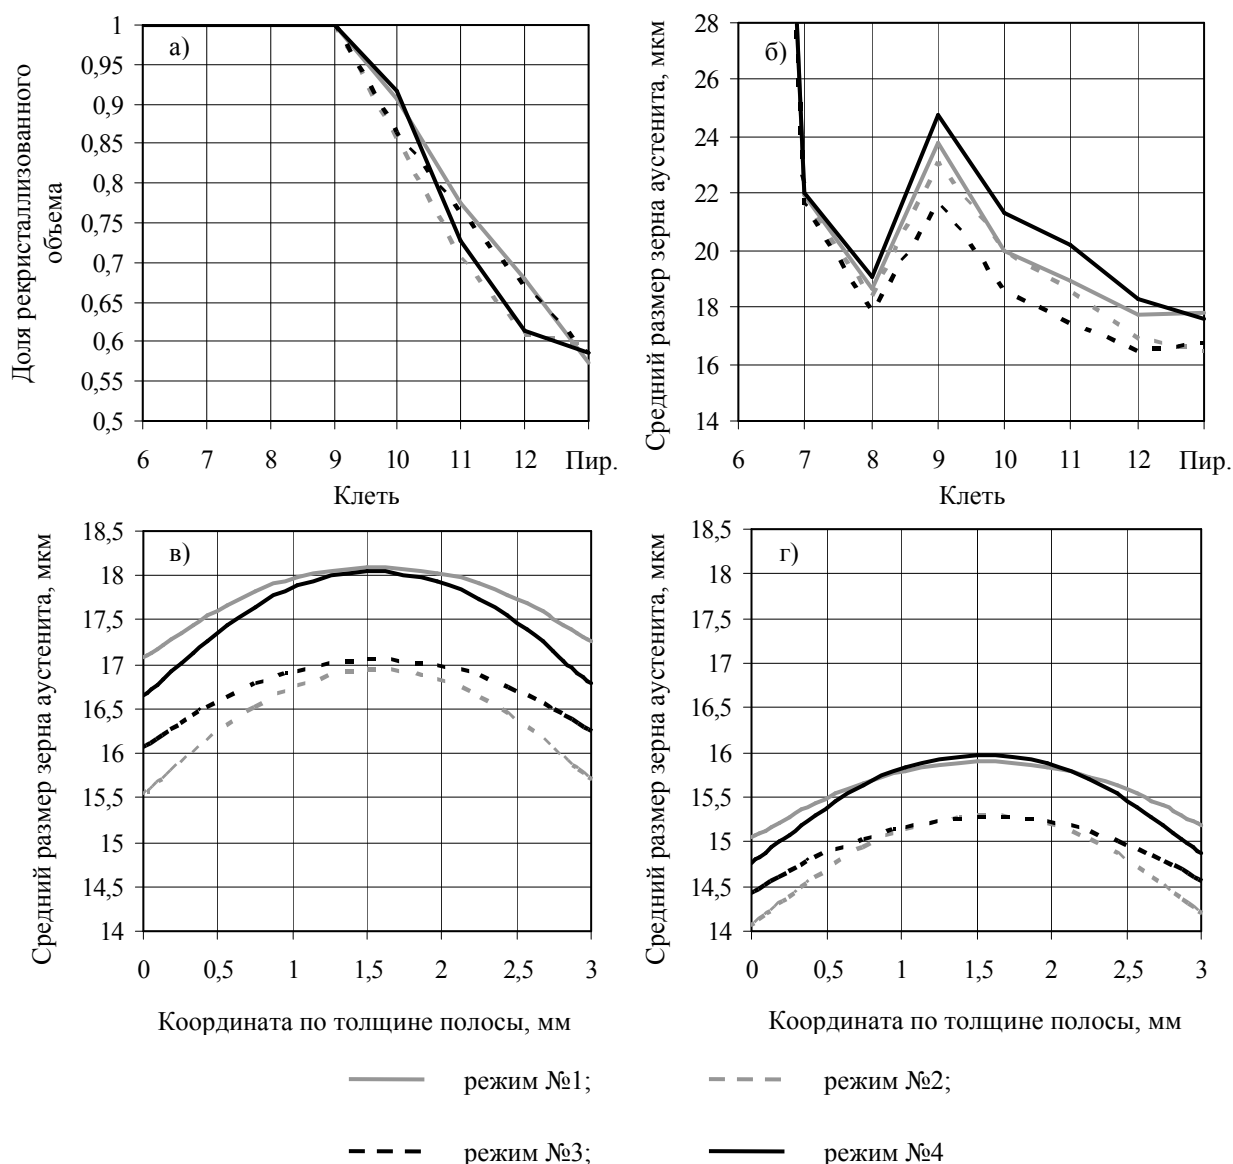 а)
Доля рекристаллизованного
объема
1
0,95
0,9
0,85
0,8
0,75
0,7
0,65
0,6
0,55
0,5
6 7 8 9 10 11 12 Пир.
Клеть
б)
Средний размер зерна аустенита, мкм
28
26
24
22
20
18
16
14
6 7 8 9 10 11 12 Пир.
Клеть
в)
Средний размер зерна аустенита, мкм
18,5
18
17,5
17
16,5
16
15,5
15
14,5
14
0 0,5 1 1,5 2 2,5 3
Координата по толщине полосы, мм
г)
Средний размер зерна аустенита, мкм
18,5
18
17,5
17
16,5
16
15,5
15
14,5
14
0 0,5 1 1,5 2 2,5 3
Координата по толщине полосы, мм
режим №1;
режим №2;
режим №3;
режим №4